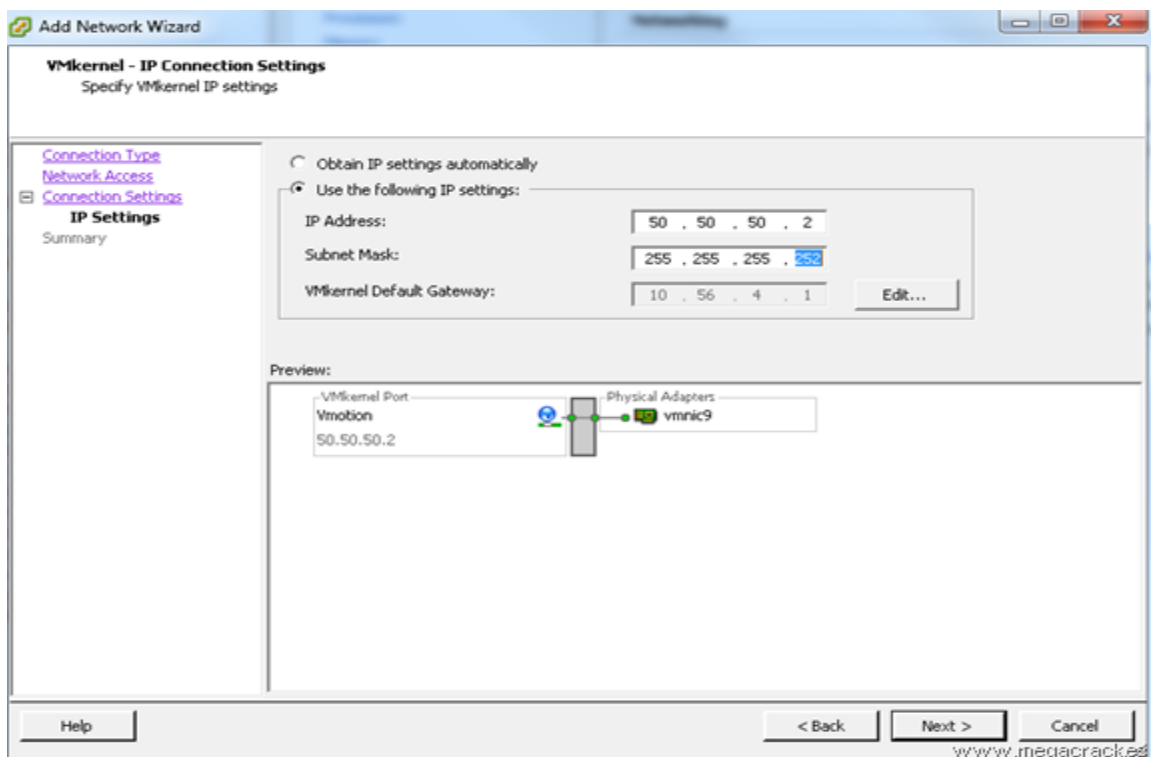 Add Network Wizard
VMkernel - IP Connection Settings
Specify VMkernel IP settings
Connection Type
Network Access
Connection Settings
IP Settings
Summary
Obtain IP settings automatically
Use the following IP settings:
IP Address: 50 . 50 . 50 . 2
Subnet Mask: 255 . 255 . 255 . 252
VMkernel Default Gateway: 10 . 56 . 4 . 1 Edit...
Preview:
VMkernel Port
Vmotion
50.50.50.2
Physical Adapters
vmnic9
Help
< Back Next > Cancel
www.megacrack.es